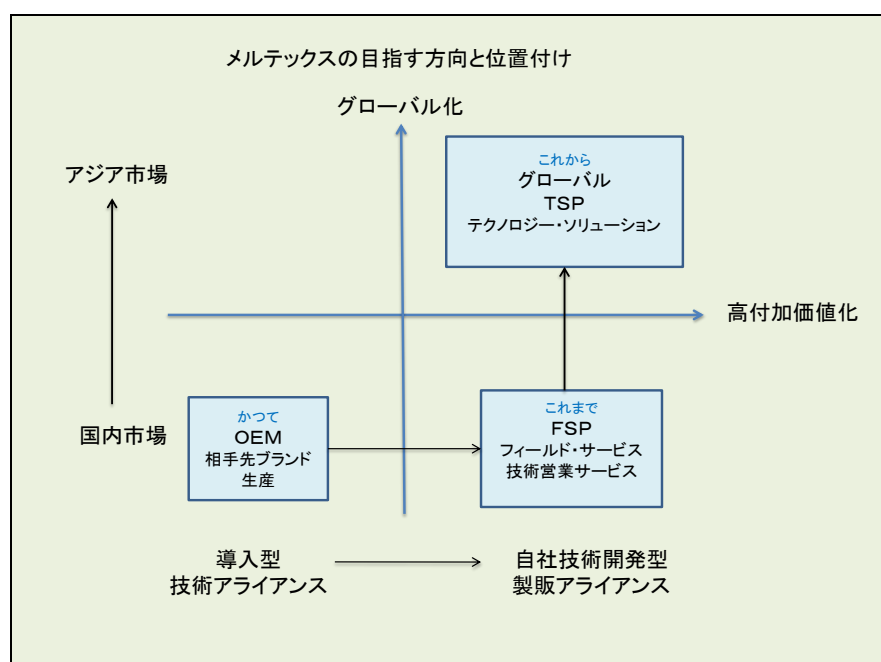 メルテックスの目指す方向と位置付け
グローバル化
アジア市場
これから
グローバル
TSP
テクノロジー・ソリューション
高付加価値化
国内市場
かつて
OEM
相手先ブランド
生産
これまで
FSP
フィールド・サービス
技術営業サービス
導入型
技術アライアンス
自社技術開発型
製販アライアンス